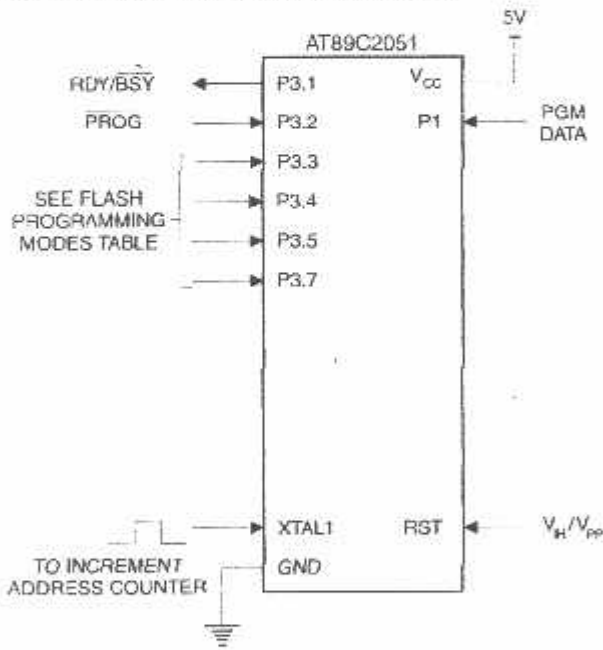 5V
AT89C2051
RDY/BSY
P3.1
VCC
PROG
P3.2
P1
PGM
DATA
P3.3
SEE FLASH
PROGRAMMING
MODES TABLE
P3.4
P3.5
P3.7
XTAL1
RST
VIH/VPP
TO INCREMENT
ADDRESS COUNTER
GND